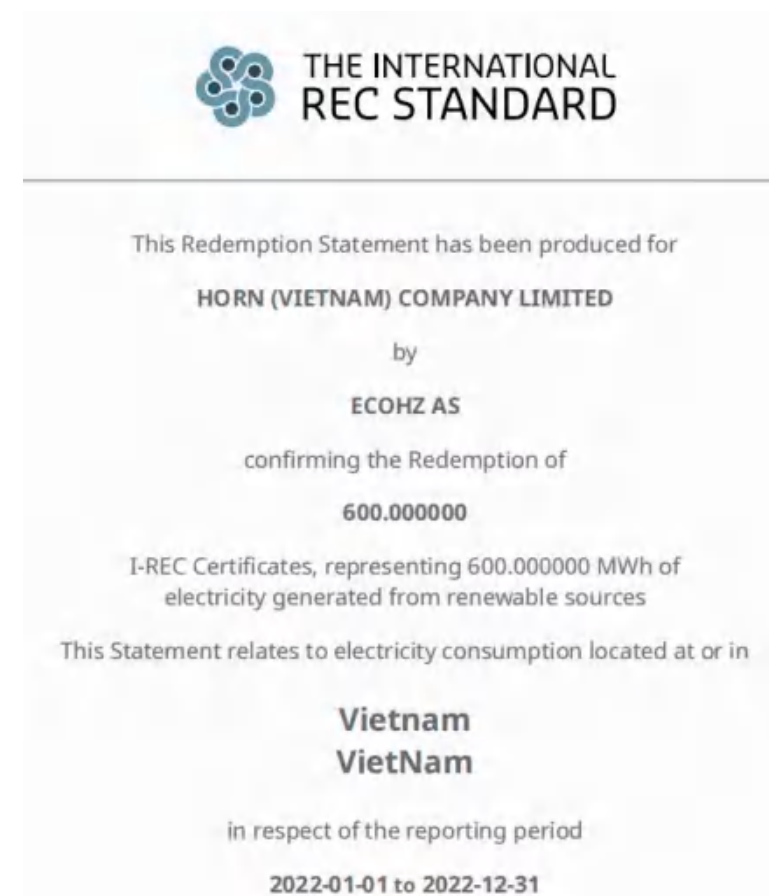 THE INTERNATIONAL
REC STANDARD
This Redemption Statement has been produced for
HORN (VIETNAM) COMPANY LIMITED
by
ECOHZ AS
confirming the Redemption of
600.000000
I-REC Certificates, representing 600.000000 MWh of
electricity generated from renewable sources
This Statement relates to electricity consumption located at or in
Vietnam
VietNam
in respect of the reporting period
2022-01-01 to 2022-12-31